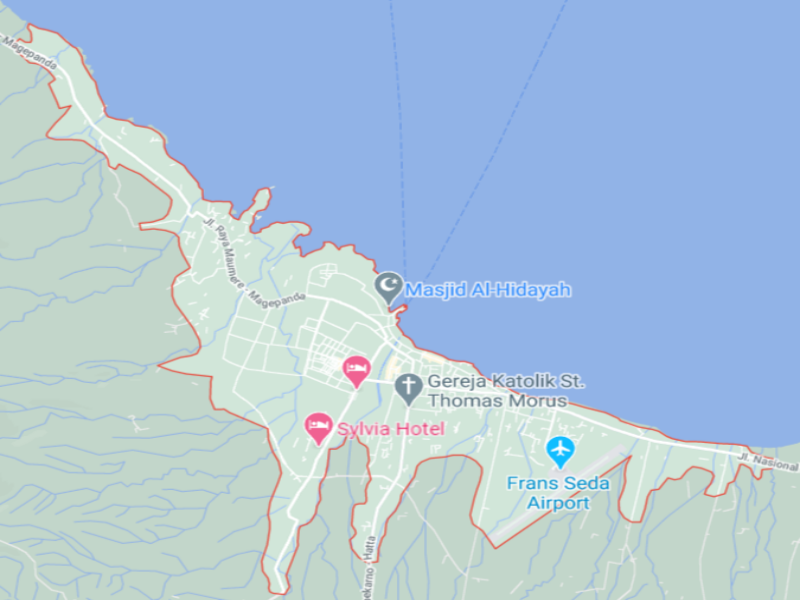 - Magepanda
Jl. Raya Maumere - Magepanda
Masjid Al-Hidayah
Gereja Katolik St.
Thomas Morus
Sylvia Hotel
Frans Seda
Airport
Jl. Nasional
ekarno - Hatta